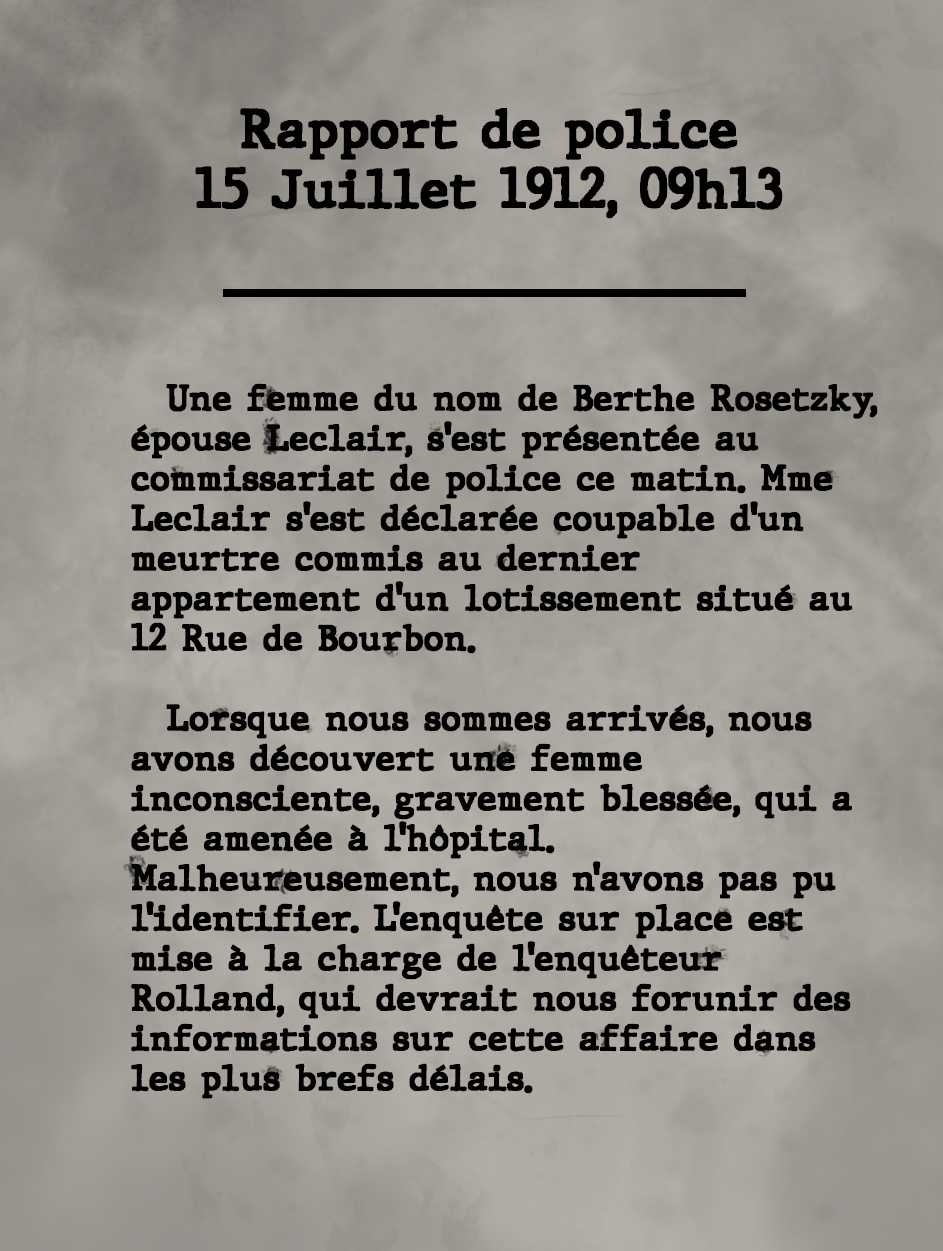 Rapport de police
15 Juillet 1912, 09h13
Une femme du nom de Berthe Rosetzky,
épouse Leclair, s'est présentée au
commissariat de police ce matin. Mme
Leclair s'est déclarée coupable d'un
meurtre commis au dernier
appartement d'un lotissement situé au
12 Rue de Bourbon.
Lorsque nous sommes arrivés, nous
avons découvert une femme
inconsciente, gravement blessée, qui a
été amenée à l'hôpital.
Malheureusement, nous n'avons pas pu
l'identifier. L'enquête sur place est
mise à la charge de l'enquêteur
Rolland, qui devrait nous forunir des
informations sur cette affaire dans
les plus brefs délais.